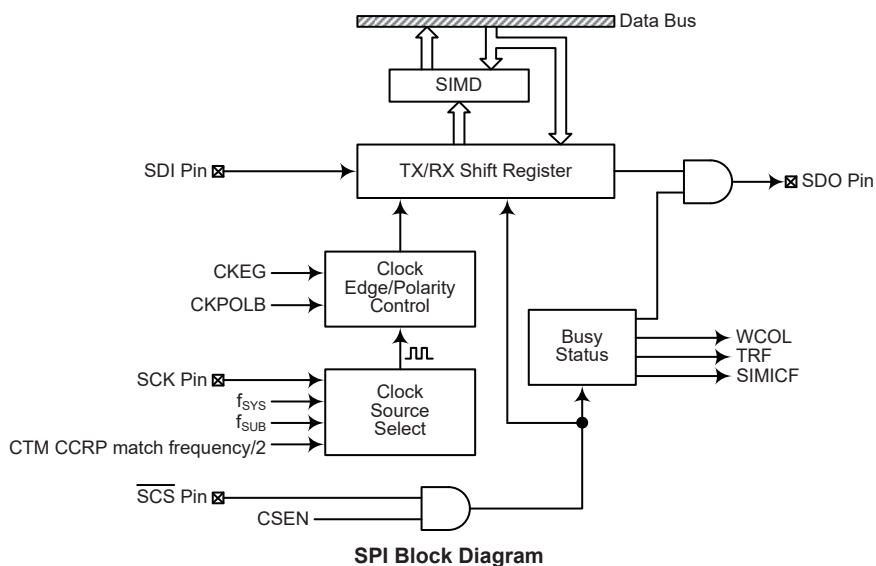 Data Bus
SIMD
SDI Pin
TX/RX Shift Register
SDO Pin
CKEG
CKPOLB
Clock
Edge/Polarity
Control
Busy
Status
WCOL
TRF
SIMICF
SCK Pin
fSYS
fSUB
CTM CCRP match frequency/2
Clock
Source
Select
SCS Pin
CSEN
SPI Block Diagram